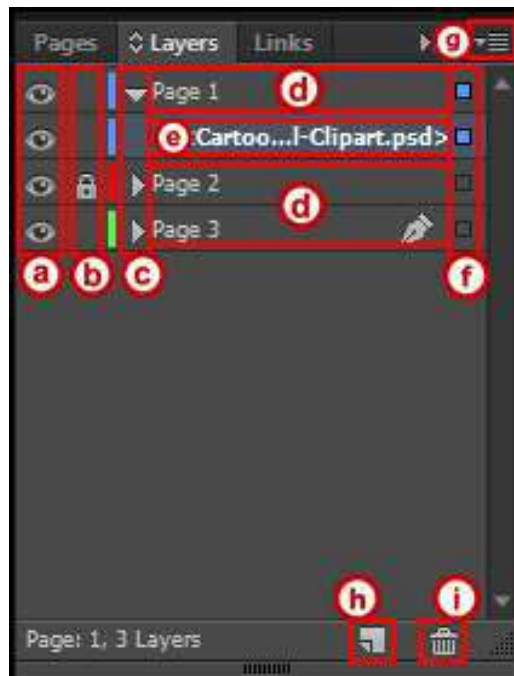 Pages Layers Links g
Page 1 d
e Cartoo...l-Clipart.psd>
Page 2
d
Page 3
a b c f
h i
Page: 1, 3 Layers